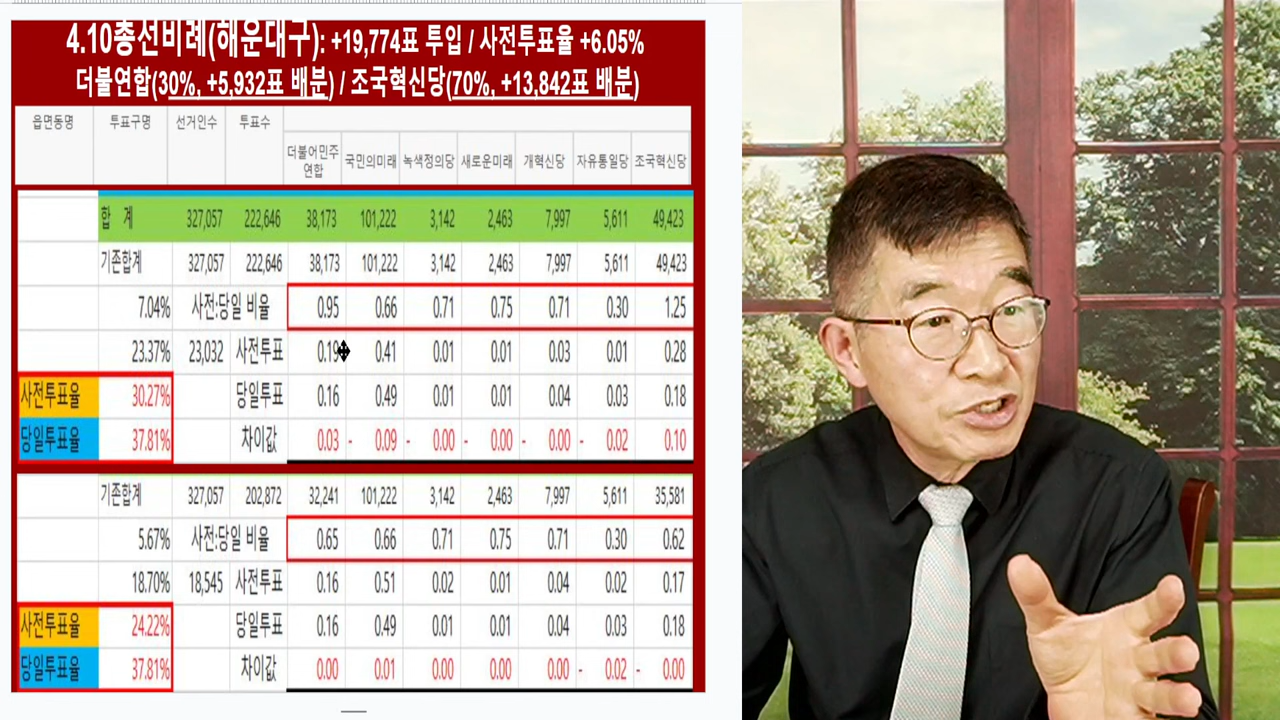 4.10총선비례(해운대구): +19,774표 투입 / 사전투표율 +6.05%
더불연합(30%, +5,932표 배분) / 조국혁신당(70%, +13,842표 배분)
읍면동명 투표구명 선거인수 투표수
더불어민주연합 국민의미래 녹색정의당 새로운미래 개혁신당 자유통일당 조국혁신당
합 계 327,057 222,646 38,173 101,222 3,142 2,463 7,997 5,611 49,423
기존합계 327,057 222,646 38,173 101,222 3,142 2,463 7,997 5,611 49,423
7.04% 사전:당일 비율 0.95 0.66 0.71 0.75 0.71 0.30 1.25
23.37% 23,032 사전투표 0.19 0.41 0.01 0.01 0.03 0.01 0.28
사전투표율 30.27% 당일투표 0.16 0.49 0.01 0.01 0.04 0.03 0.18
당일투표율 37.81% 차이값 0.03 - 0.09 - 0.00 - 0.00 - 0.00 - 0.02 0.10
기존합계 327,057 202,872 32,241 101,222 3,142 2,463 7,997 5,611 35,581
5.67% 사전:당일 비율 0.65 0.66 0.71 0.75 0.71 0.30 0.62
18.70% 18,545 사전투표 0.16 0.51 0.02 0.01 0.04 0.02 0.17
사전투표율 24.22% 당일투표 0.16 0.49 0.01 0.01 0.04 0.03 0.18
당일투표율 37.81% 차이값 0.00 0.01 0.00 0.00 0.00 - 0.02 - 0.00